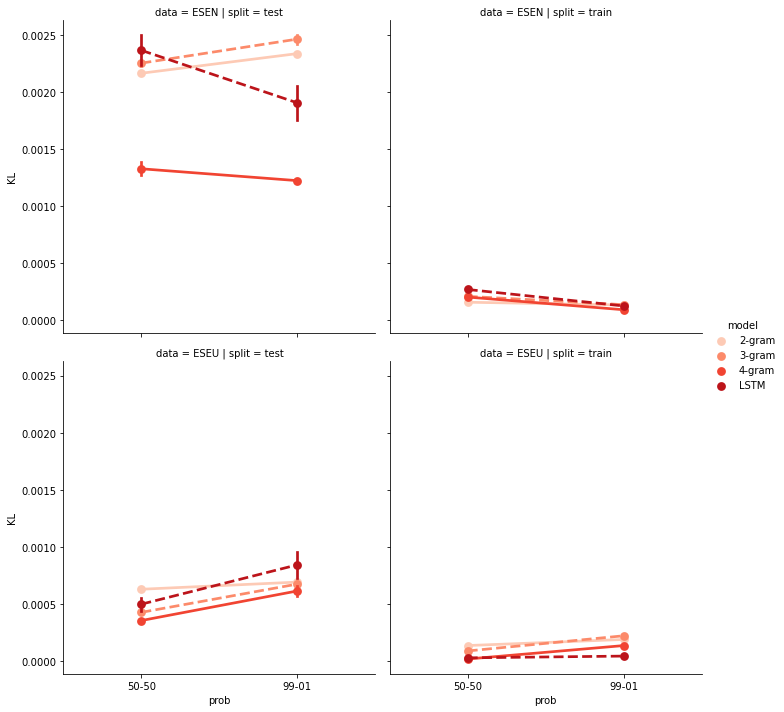 data = ESEN | split = test
data = ESEN | split = train
0.0025
0.0020
0.0015
0.0010
0.0005
0.0000
KL
model
2-gram
3-gram
4-gram
LSTM
data = ESEU | split = test
data = ESEU | split = train
0.0025
0.0020
0.0015
0.0010
0.0005
0.0000
KL
50-50
99-01
50-50
99-01
prob
prob